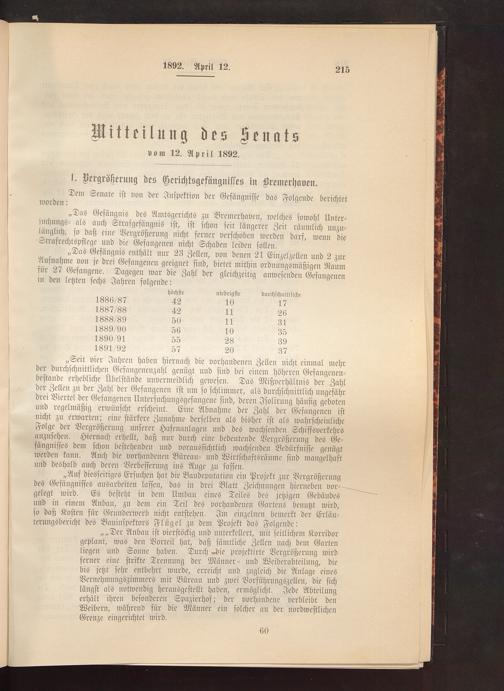 1892. April 12.
215
Mitteilung des Senats
vom 12. April 1892.
1. Vergrößerung des Gerichtsgefängnisses in Bremerhaven.
Dem Senate ist von der Inspektion der Gefängnisse das Folgende berichtet
worden:
„Das Gefängnis des Amtsgerichts zu Bremerhaven, welches sowohl Unter-
suchungs- als auch Strafgefängnis ist, ist schon seit längerer Zeit räumlich unzu-
länglich, so daß eine Vergrößerung nicht ferner verschoben werden darf, wenn die
Strafrechtspflege und die Gefangenen nicht Schaden leiden sollen.
„Das Gefängnis enthält nur 23 Zellen, von denen 21 Einzelzellen und 2 zur
Aufnahme von je drei Gefangenen geeignet sind, bietet mithin ordnungsmäßigen Raum
für 27 Gefangene. Dagegen war die Zahl der gleichzeitig anwesenden Gefangenen
in den letzten sechs Jahren folgende:
höchste niedrigste durchschnittliche
1886/87 42 10 17
1887/88 42 11 26
1888/89 50 11 31
1889/90 56 10 35
1890/91 55 28 39
1891/92 57 20 37
„Seit vier Jahren haben hiernach die vorhandenen Zellen nicht einmal mehr
der durchschnittlichen Gefangenenzahl genügt und sind bei einem höheren Gefangenen-
bestande erhebliche Übelstände unvermeidlich gewesen. Das Mißverhältnis der Zahl
der Zellen zu der Zahl der Gefangenen ist um so schlimmer, als durchschnittlich ungefähr
drei Viertel der Gefangenen Untersuchungsgefangene sind, deren Isolirung häufig geboten
und regelmäßig erwünscht erscheint. Eine Abnahme der Zahl der Gefangenen ist
nicht zu erwarten; eine stärkere Zunahme derselben als bisher ist als wahrscheinliche
Folge der Vergrößerung unserer Hafenanlagen und des wachsenden Schiffsverkehrs
anzusehen. Hiernach erhellt, daß nur durch eine bedeutende Vergrößerung des Ge-
fängnisses dem schon bestehenden und voraussichtlich wachsenden Bedürfnisse genügt
werden kann. Auch die vorhandenen Büreau- und Wirtschaftsräume sind mangelhaft
und deshalb auch deren Verbesserung ins Auge zu fassen.
„Auf diesseitiges Ersuchen hat die Baudeputation ein Projekt zur Vergrößerung
des Gefängnisses ausarbeiten lassen, das in drei Blatt Zeichnungen hierneben vor-
gelegt wird. Es besteht in dem Umbau eines Teiles des jetzigen Gebäudes
und in einem Anbau, zu dem ein Teil des vorhandenen Gartens benutzt wird,
so daß Kosten für Grunderwerb nicht entstehen. Im einzelnen bemerkt der Erläu-
terungsbericht des Bauinspektors Flügel zu dem Projekt das Folgende:
„„Der Anbau ist vierstöckig und unterkellert, mit seitlichem Korridor
geplant, was den Vorteil hat, daß sämtliche Zellen nach dem Garten
liegen und Sonne haben. Durch die projektierte Vergrößerung wird
ferner eine strikte Trennung der Männer- und Weiberabteilung, die
bis jetzt sehr entbehrt wurde, erreicht und zugleich die Anlage eines
Vernehmungszimmers mit Büreau und zwei Vorführungszellen, die sich
längst als notwendig herausgestellt haben, ermöglicht. Jede Abteilung
erhält ihren besonderen Spazierhof; der vorhandene verbleibt den
Weibern, während für die Männer ein solcher an der nordwestlichen
Grenze eingerichtet wird.
60